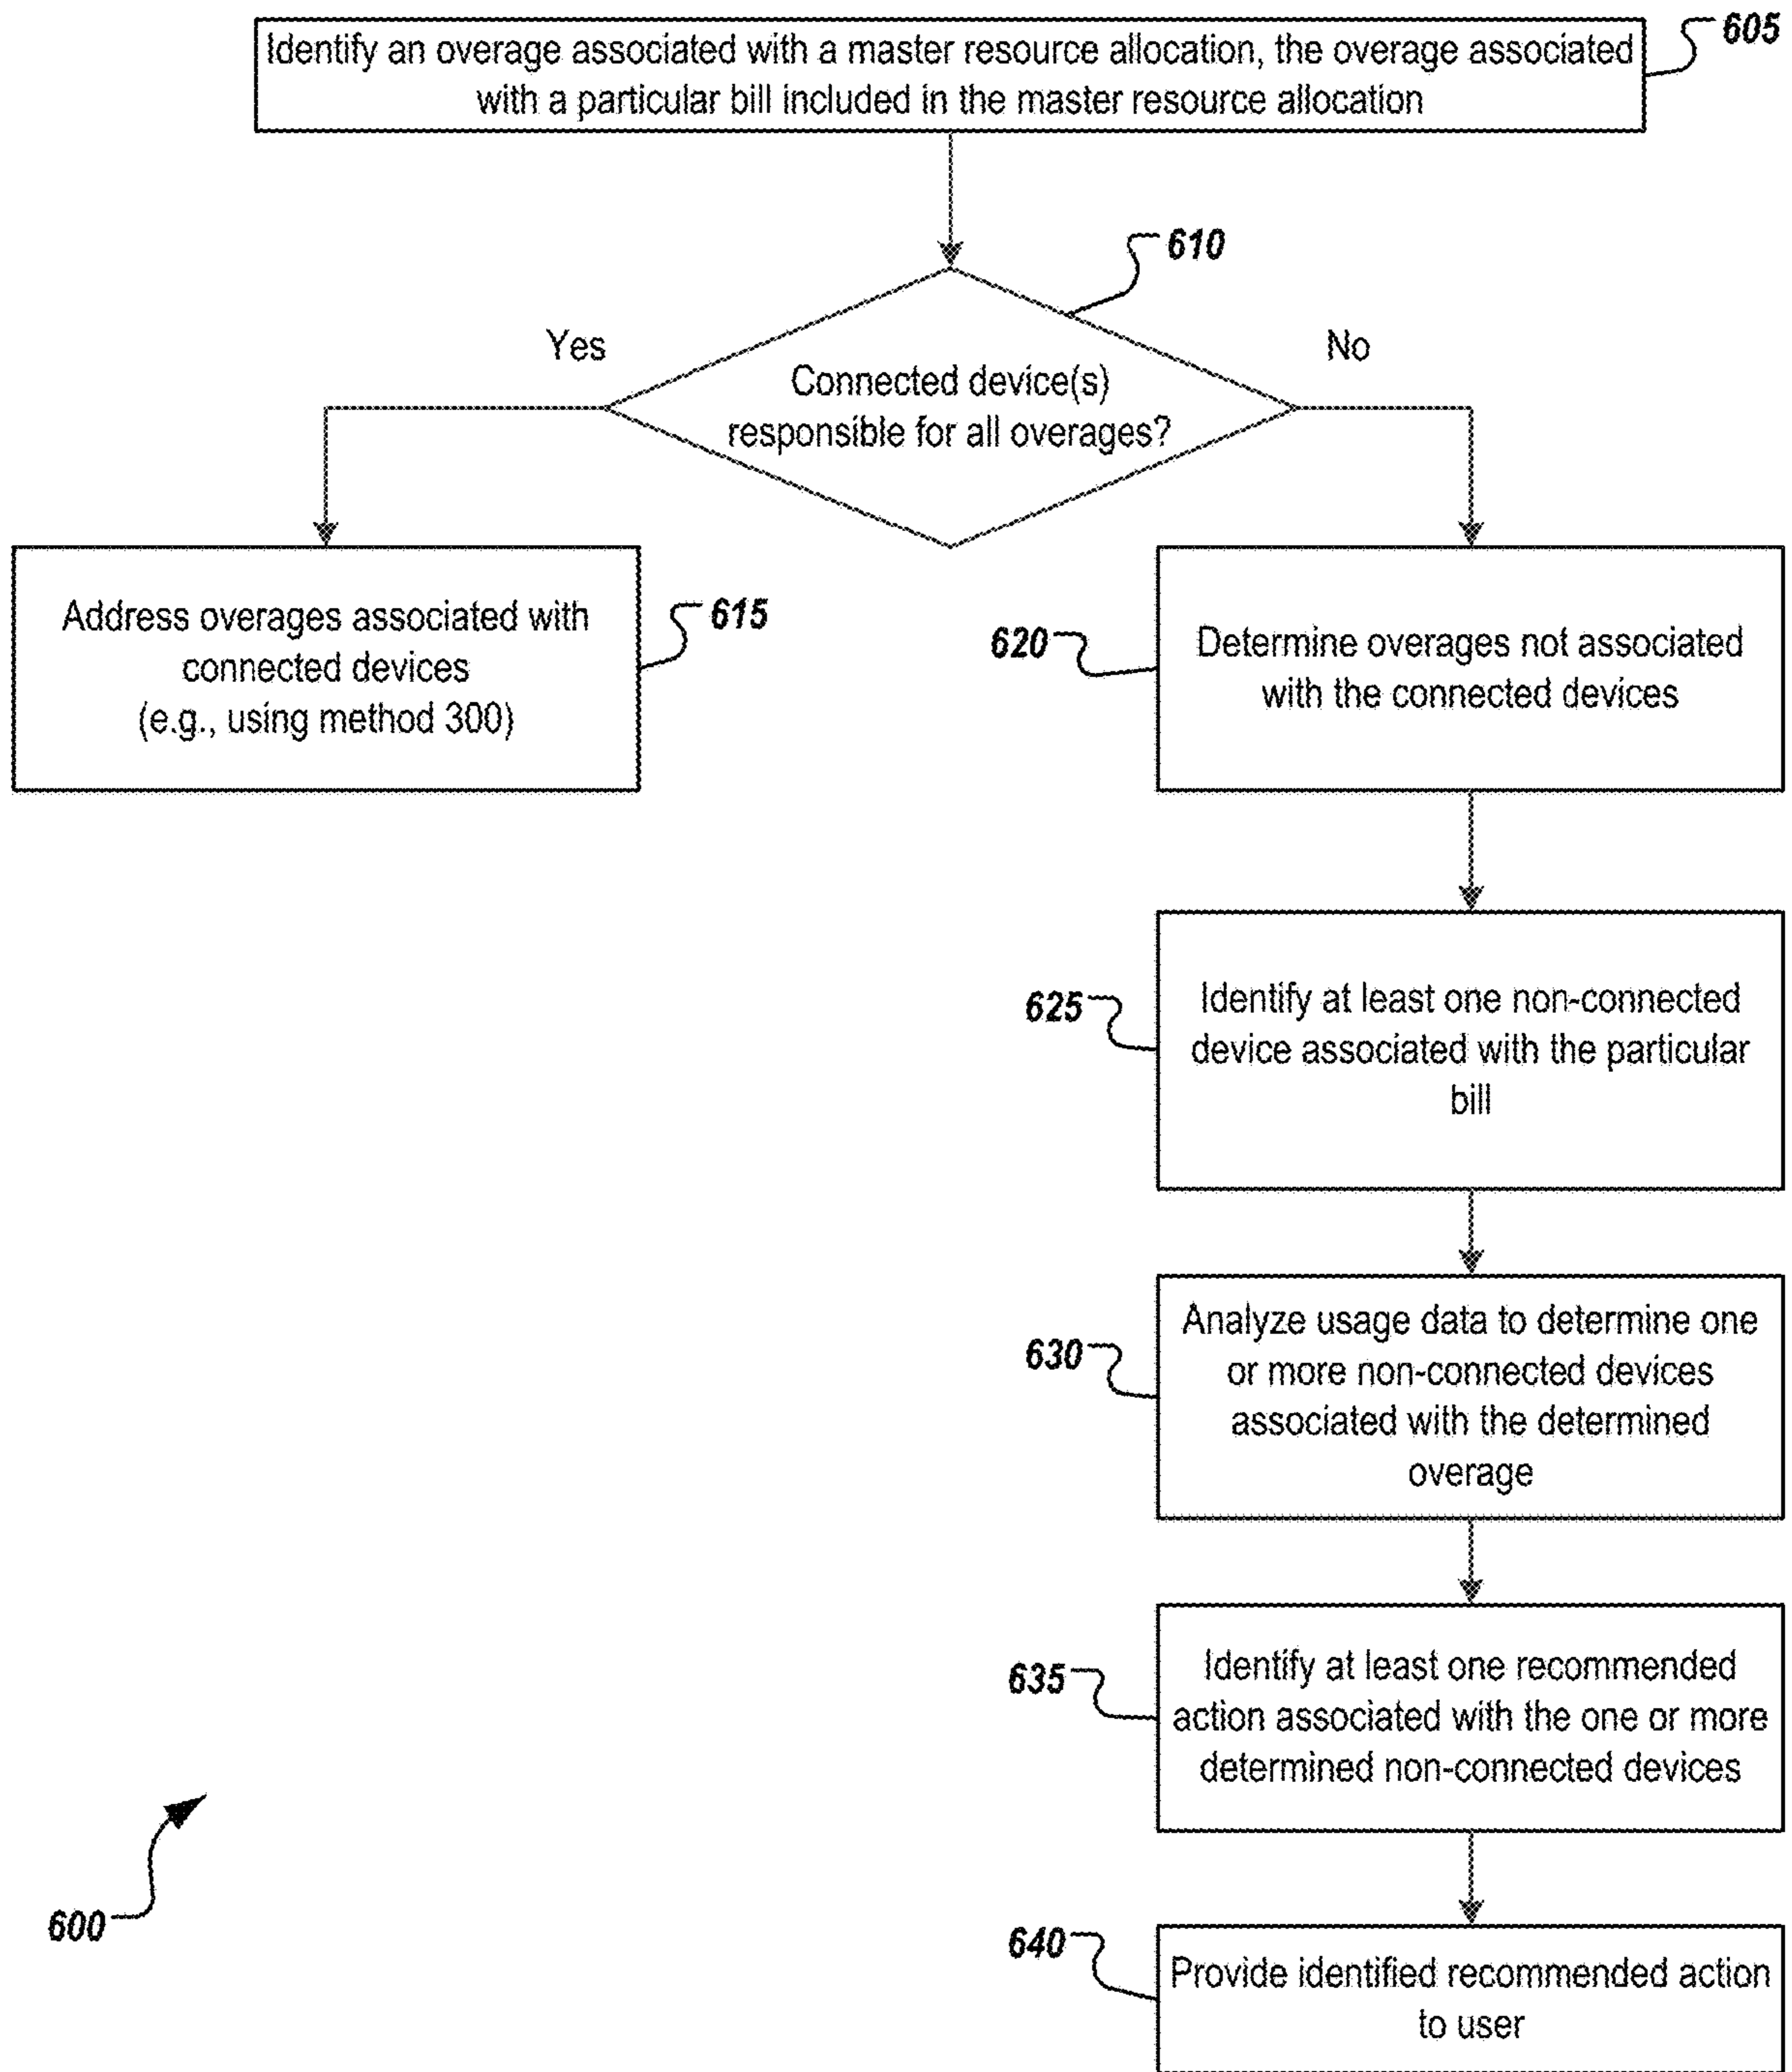 Identify an overage associated with a master resource allocation, the overage associated
with a particular bill included in the master resource allocation
605
610
Yes
No
Connected device(s)
responsible for all overages?
Address overages associated with
connected devices
(e.g., using method 300)
615
620
Determine overages not associated
with the connected devices
625
Identify at least one non-connected
device associated with the particular
bill
630
Analyze usage data to determine one
or more non-connected devices
associated with the determined
overage
635
Identify at least one recommended
action associated with the one or more
determined non-connected devices
600
640
Provide identified recommended action
to user